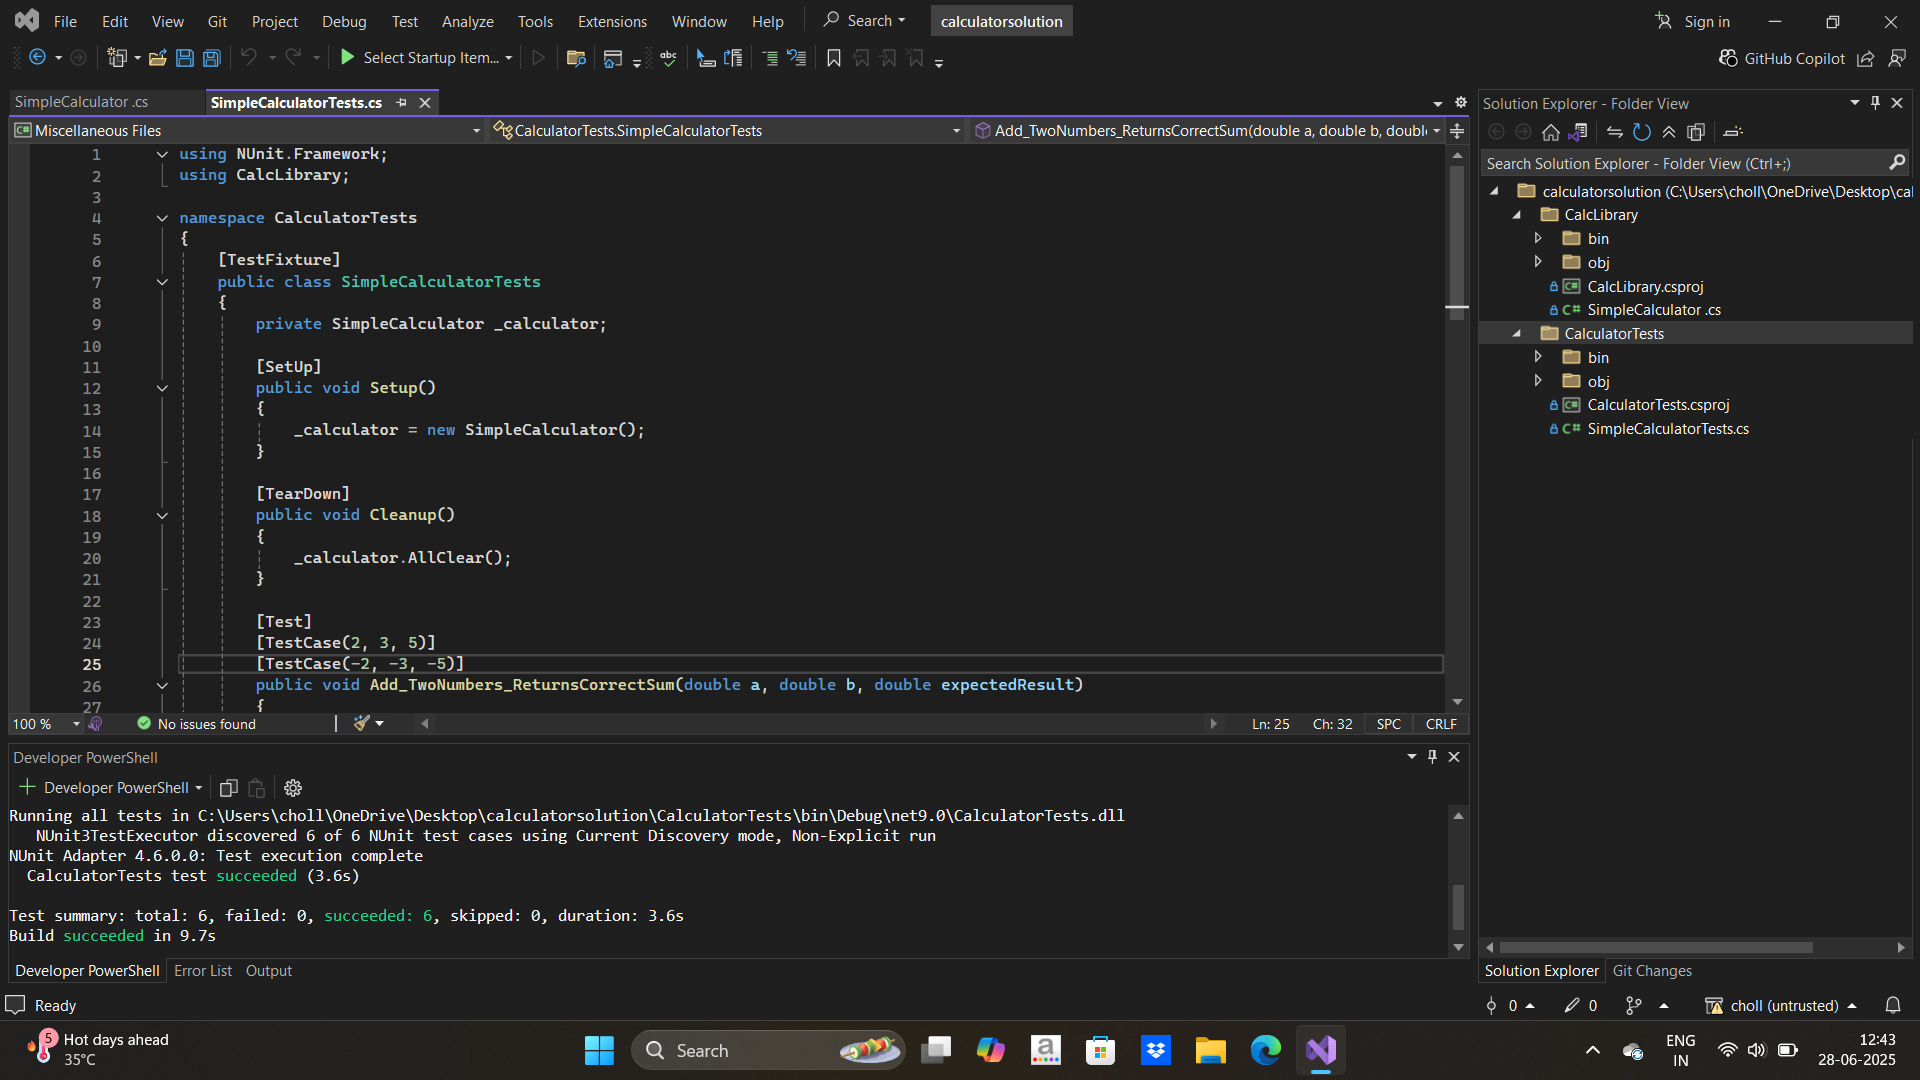 File Edit View Git Project Debug Test Analyze Tools Extensions Window Help Search calculatorsolution Sign in
Select Startup Item... abc GitHub Copilot
SimpleCalculator .cs SimpleCalculatorTests.cs
C# Miscellaneous Files CalculatorTests.SimpleCalculatorTests Add_TwoNumbers_ReturnsCorrectSum(double a, double b, doubl
1 using NUnit.Framework;
2 using CalcLibrary;
3
4 namespace CalculatorTests
5 {
6 [TestFixture]
7 public class SimpleCalculatorTests
8 {
9 private SimpleCalculator _calculator;
10
11 [SetUp]
12 public void Setup()
13 {
14 _calculator = new SimpleCalculator();
15 }
16
17 [TearDown]
18 public void Cleanup()
19 {
20 _calculator.AllClear();
21 }
22
23 [Test]
24 [TestCase(2, 3, 5)]
25 [TestCase(-2, -3, -5)]
26 public void Add_TwoNumbers_ReturnsCorrectSum(double a, double b, double expectedResult)
27 {
100 % No issues found Ln: 25 Ch: 32 SPC CRLF
Developer PowerShell
Developer PowerShell
Running all tests in C:\Users\choll\OneDrive\Desktop\calculatorsolution\CalculatorTests\bin\Debug\net9.0\CalculatorTests.dll
NUnit3TestExecutor discovered 6 of 6 NUnit test cases using Current Discovery mode, Non-Explicit run
NUnit Adapter 4.6.0.0: Test execution complete
CalculatorTests test succeeded (3.6s)
Test summary: total: 6, failed: 0, succeeded: 6, skipped: 0, duration: 3.6s
Build succeeded in 9.7s
Developer PowerShell Error List Output
Solution Explorer - Folder View
Search Solution Explorer - Folder View (Ctrl+;)
calculatorsolution (C:\Users\choll\OneDrive\Desktop\cal
CalcLibrary
bin
obj
C# CalcLibrary.csproj
C# SimpleCalculator .cs
CalculatorTests
bin
obj
C# CalculatorTests.csproj
C# SimpleCalculatorTests.cs
Solution Explorer Git Changes
Ready 0 0 choll (untrusted)
5 Hot days ahead
35°C
Search
a
ENG
IN
12:43
28-06-2025